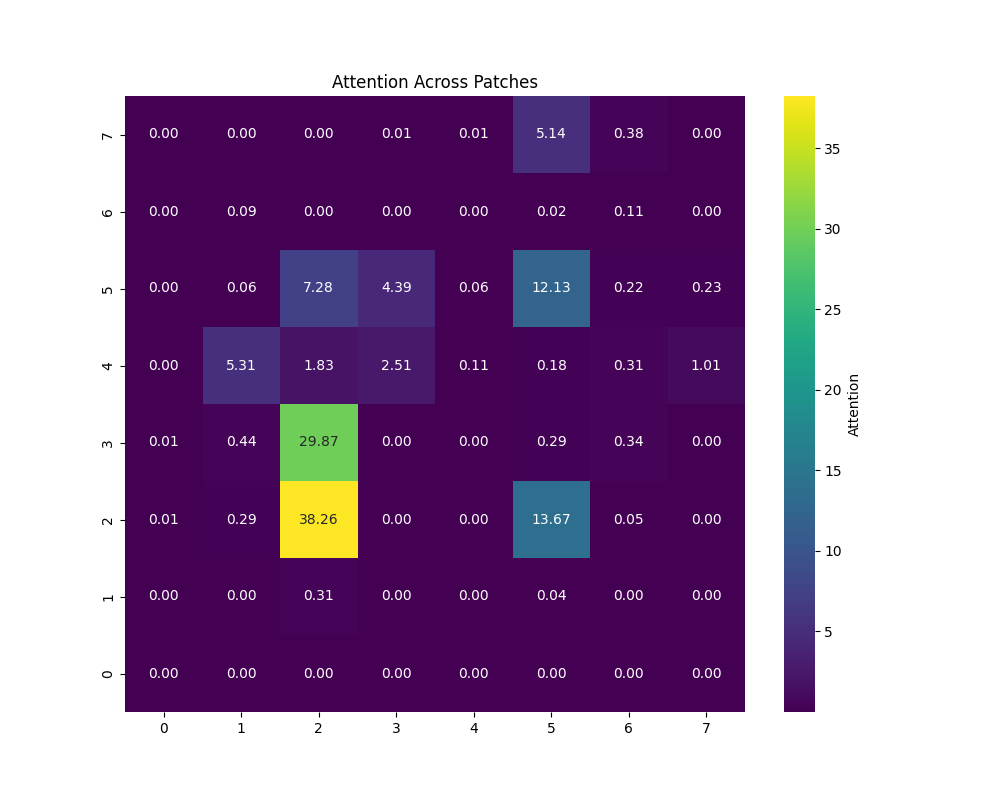 Attention Across Patches
7 0.00 0.00 0.00 0.01 0.01 5.14 0.38 0.00
6 0.00 0.09 0.00 0.00 0.00 0.02 0.11 0.00
5 0.00 0.06 7.28 4.39 0.06 12.13 0.22 0.23
4 0.00 5.31 1.83 2.51 0.11 0.18 0.31 1.01
3 0.01 0.44 29.87 0.00 0.00 0.29 0.34 0.00
2 0.01 0.29 38.26 0.00 0.00 13.67 0.05 0.00
1 0.00 0.00 0.31 0.00 0.00 0.04 0.00 0.00
0 0.00 0.00 0.00 0.00 0.00 0.00 0.00 0.00
0 1 2 3 4 5 6 7
35
30
25
20
15
10
5
Attention